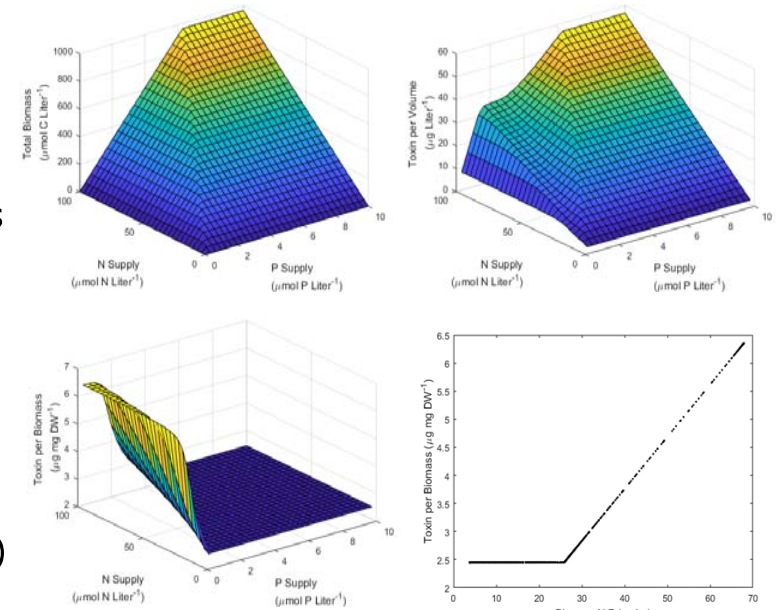 1000
800
600
400
200
0
100
50
0
0
2
4
6
8
10
Total Biomass
(μmol C Liter-1)
N Supply
(μmol N Liter-1)
P Supply
(μmol P Liter-1)
60
50
40
30
20
10
0
100
50
0
0
2
4
6
8
10
Toxin per Volume
(μg Liter-1)
N Supply
(μmol N Liter-1)
P Supply
(μmol P Liter-1)
s
7
6
5
4
3
2
100
50
0
0
2
4
6
8
10
Toxin per Biomass
(μg mg DW-1)
N Supply
(μmol N Liter-1)
P Supply
(μmol P Liter-1)
)
6.5
6
5.5
5
4.5
4
3.5
3
2.5
2
0 10 20 30 40 50 60 70
Toxin per Biomass (μg mg DW-1)